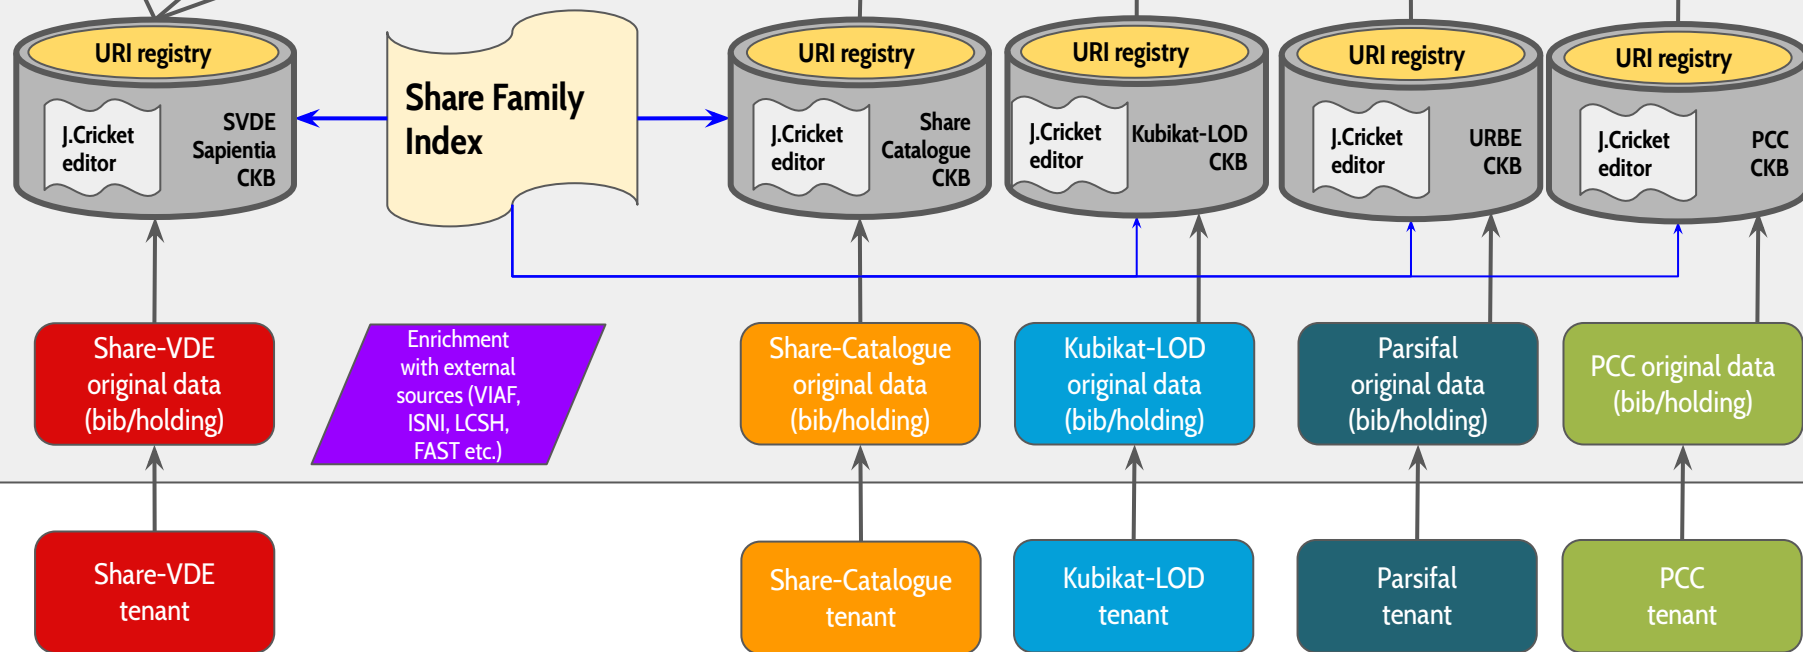 URI registry
J.Cricket
editor
SVDE
Sapientia
CKB
Share Family
Index
URI registry
J.Cricket
editor
Share
Catalogue
CKB
URI registry
J.Cricket
editor
Kubikat-LOD
CKB
URI registry
J.Cricket
editor
URBE
CKB
URI registry
J.Cricket
editor
PCC
CKB
Share-VDE
original data
(bib/holding)
Enrichment
with external
sources (VIAF,
ISNI, LCSH,
FAST etc.)
Share-Catalogue
original data
(bib/holding)
Kubikat-LOD
original data
(bib/holding)
Parsifal
original data
(bib/holding)
PCC original data
(bib/holding)
Share-VDE
tenant
Share-Catalogue
tenant
Kubikat-LOD
tenant
Parsifal
tenant
PCC
tenant